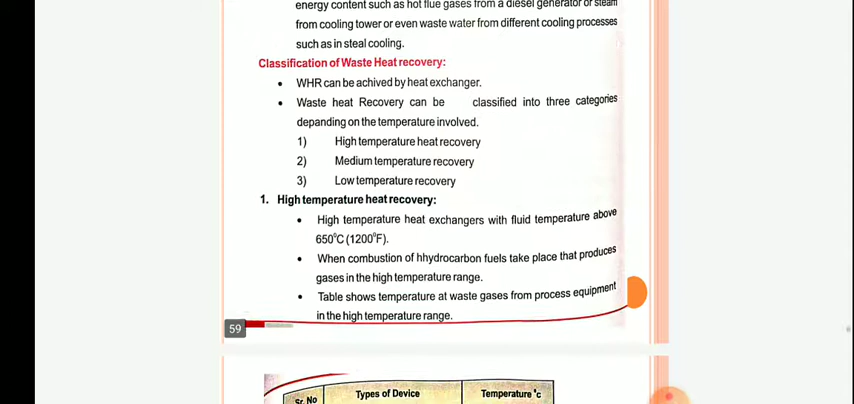 energy content such as hot flue gases from a diesel generator or steam
from cooling tower or even waste water from different cooling processes
such as in steal cooling.
Classification of Waste Heat recovery:
• WHR can be achived by heat exchanger.
• Waste heat Recovery can be classified into three categories
depanding on the temperature involved.
1) High temperature heat recovery
2) Medium temperature recovery
3) Low temperature recovery
1. High temperature heat recovery:
• High temperature heat exchangers with fluid temperature above
650°C (1200°F).
• When combustion of hhydrocarbon fuels take place that produces
gases in the high temperature range.
• Table shows temperature at waste gases from process equipment
in the high temperature range.
59
Sr. No Types of Device Temperature °c